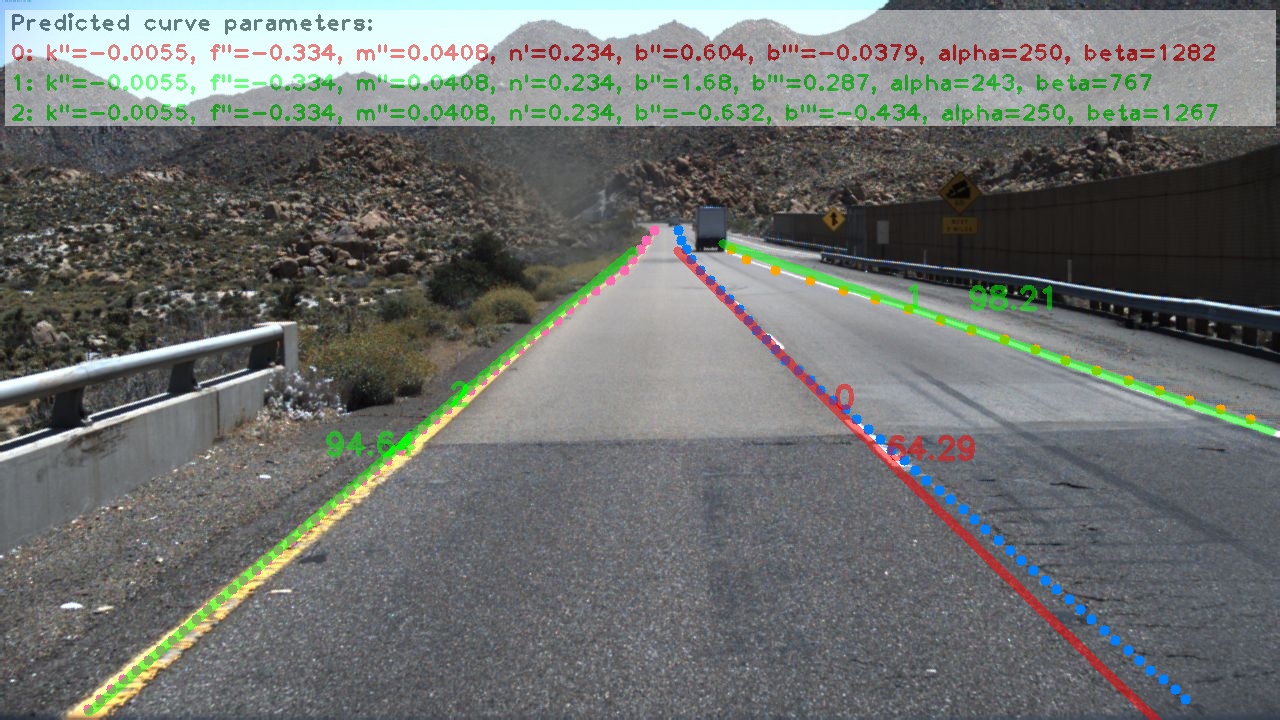 Predicted curve parameters:
0: k''=-0.0055, f''=-0.334, m''=0.0408, n'=0.234, b''=0.604, b'''=-0.0379, alpha=250, beta=1282
1: k''=-0.0055, f''=-0.334, m''=0.0408, n'=0.234, b''=1.68, b'''=0.287, alpha=243, beta=767
2: k''=-0.0055, f''=-0.334, m''=0.0408, n'=0.234, b''=-0.632, b'''=-0.434, alpha=250, beta=1267
1 98.21
2
0
94.64
64.29